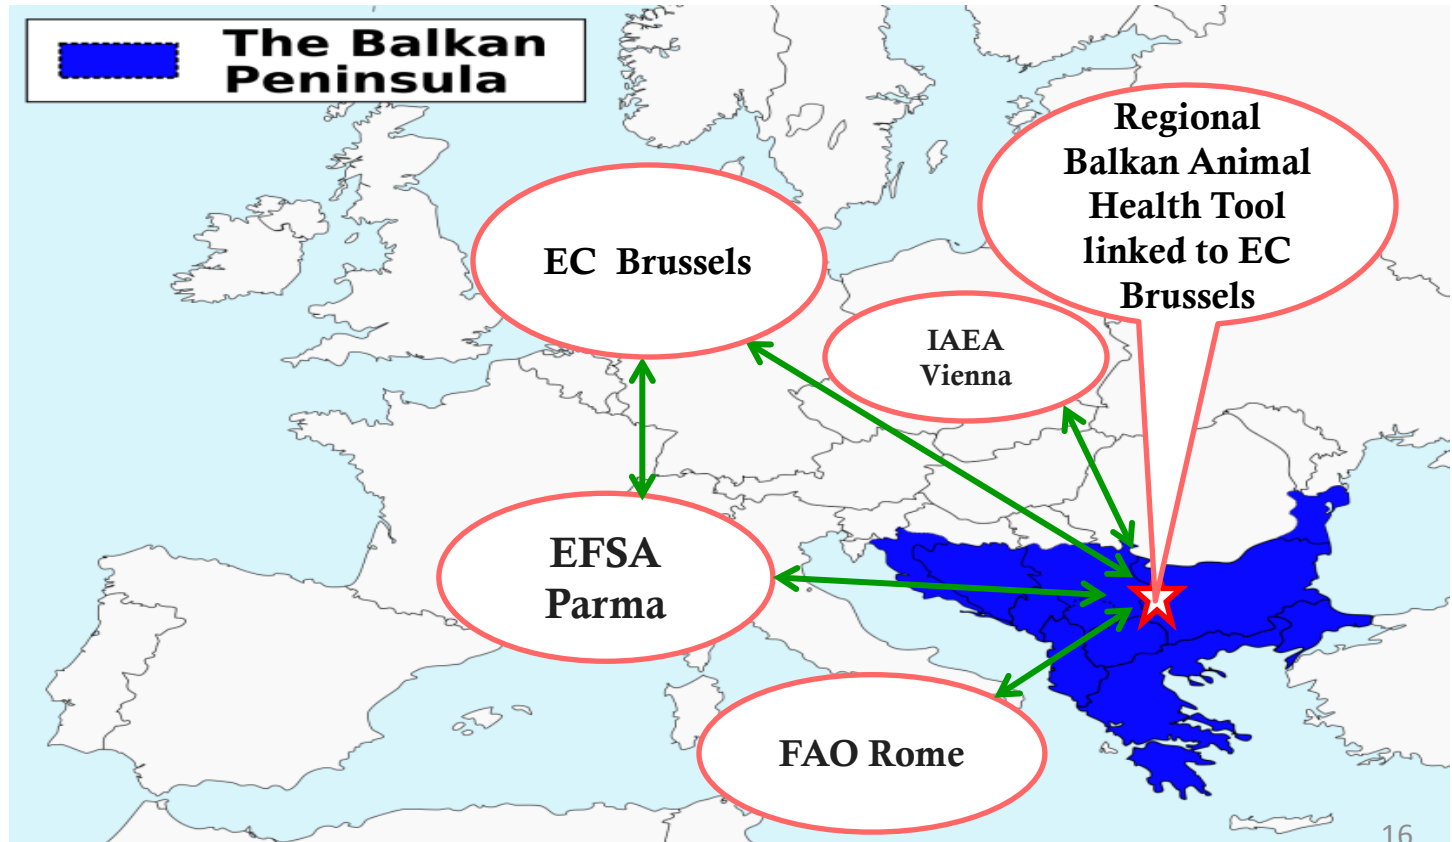 The Balkan
Peninsula
Regional
Balkan Animal
Health Tool
linked to EC
Brussels
EC Brussels
IAEA
Vienna
EFSA
Parma
FAO Rome
16